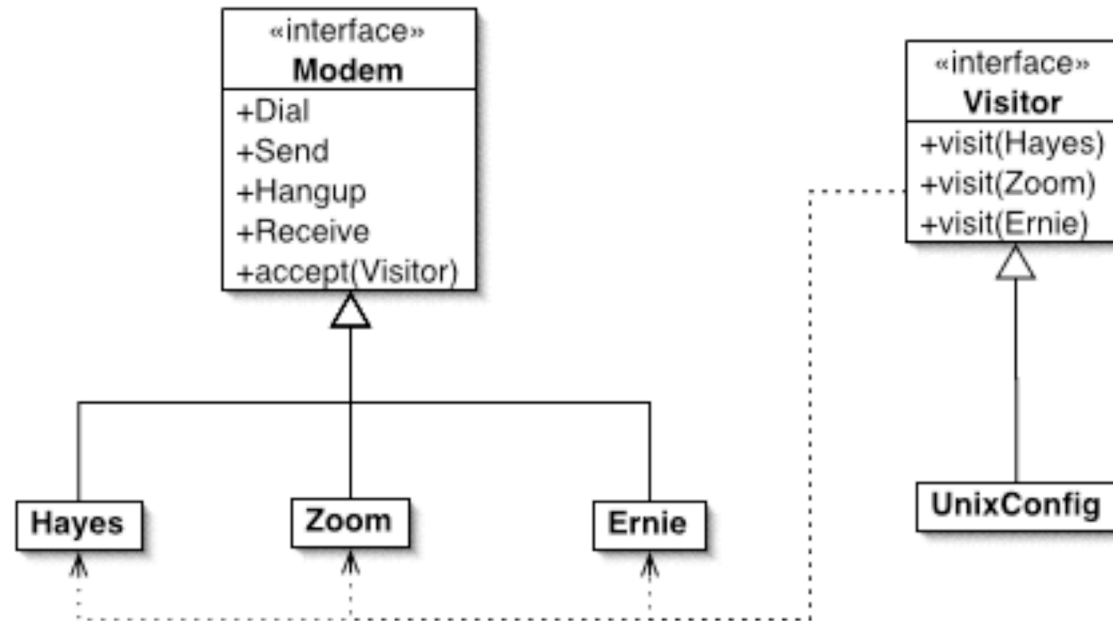 «interface»
Modem
+Dial
+Send
+Hangup
+Receive
+accept(Visitor)
«interface»
Visitor
+visit(Hayes)
+visit(Zoom)
+visit(Ernie)
Hayes
Zoom
Ernie
UnixConfig